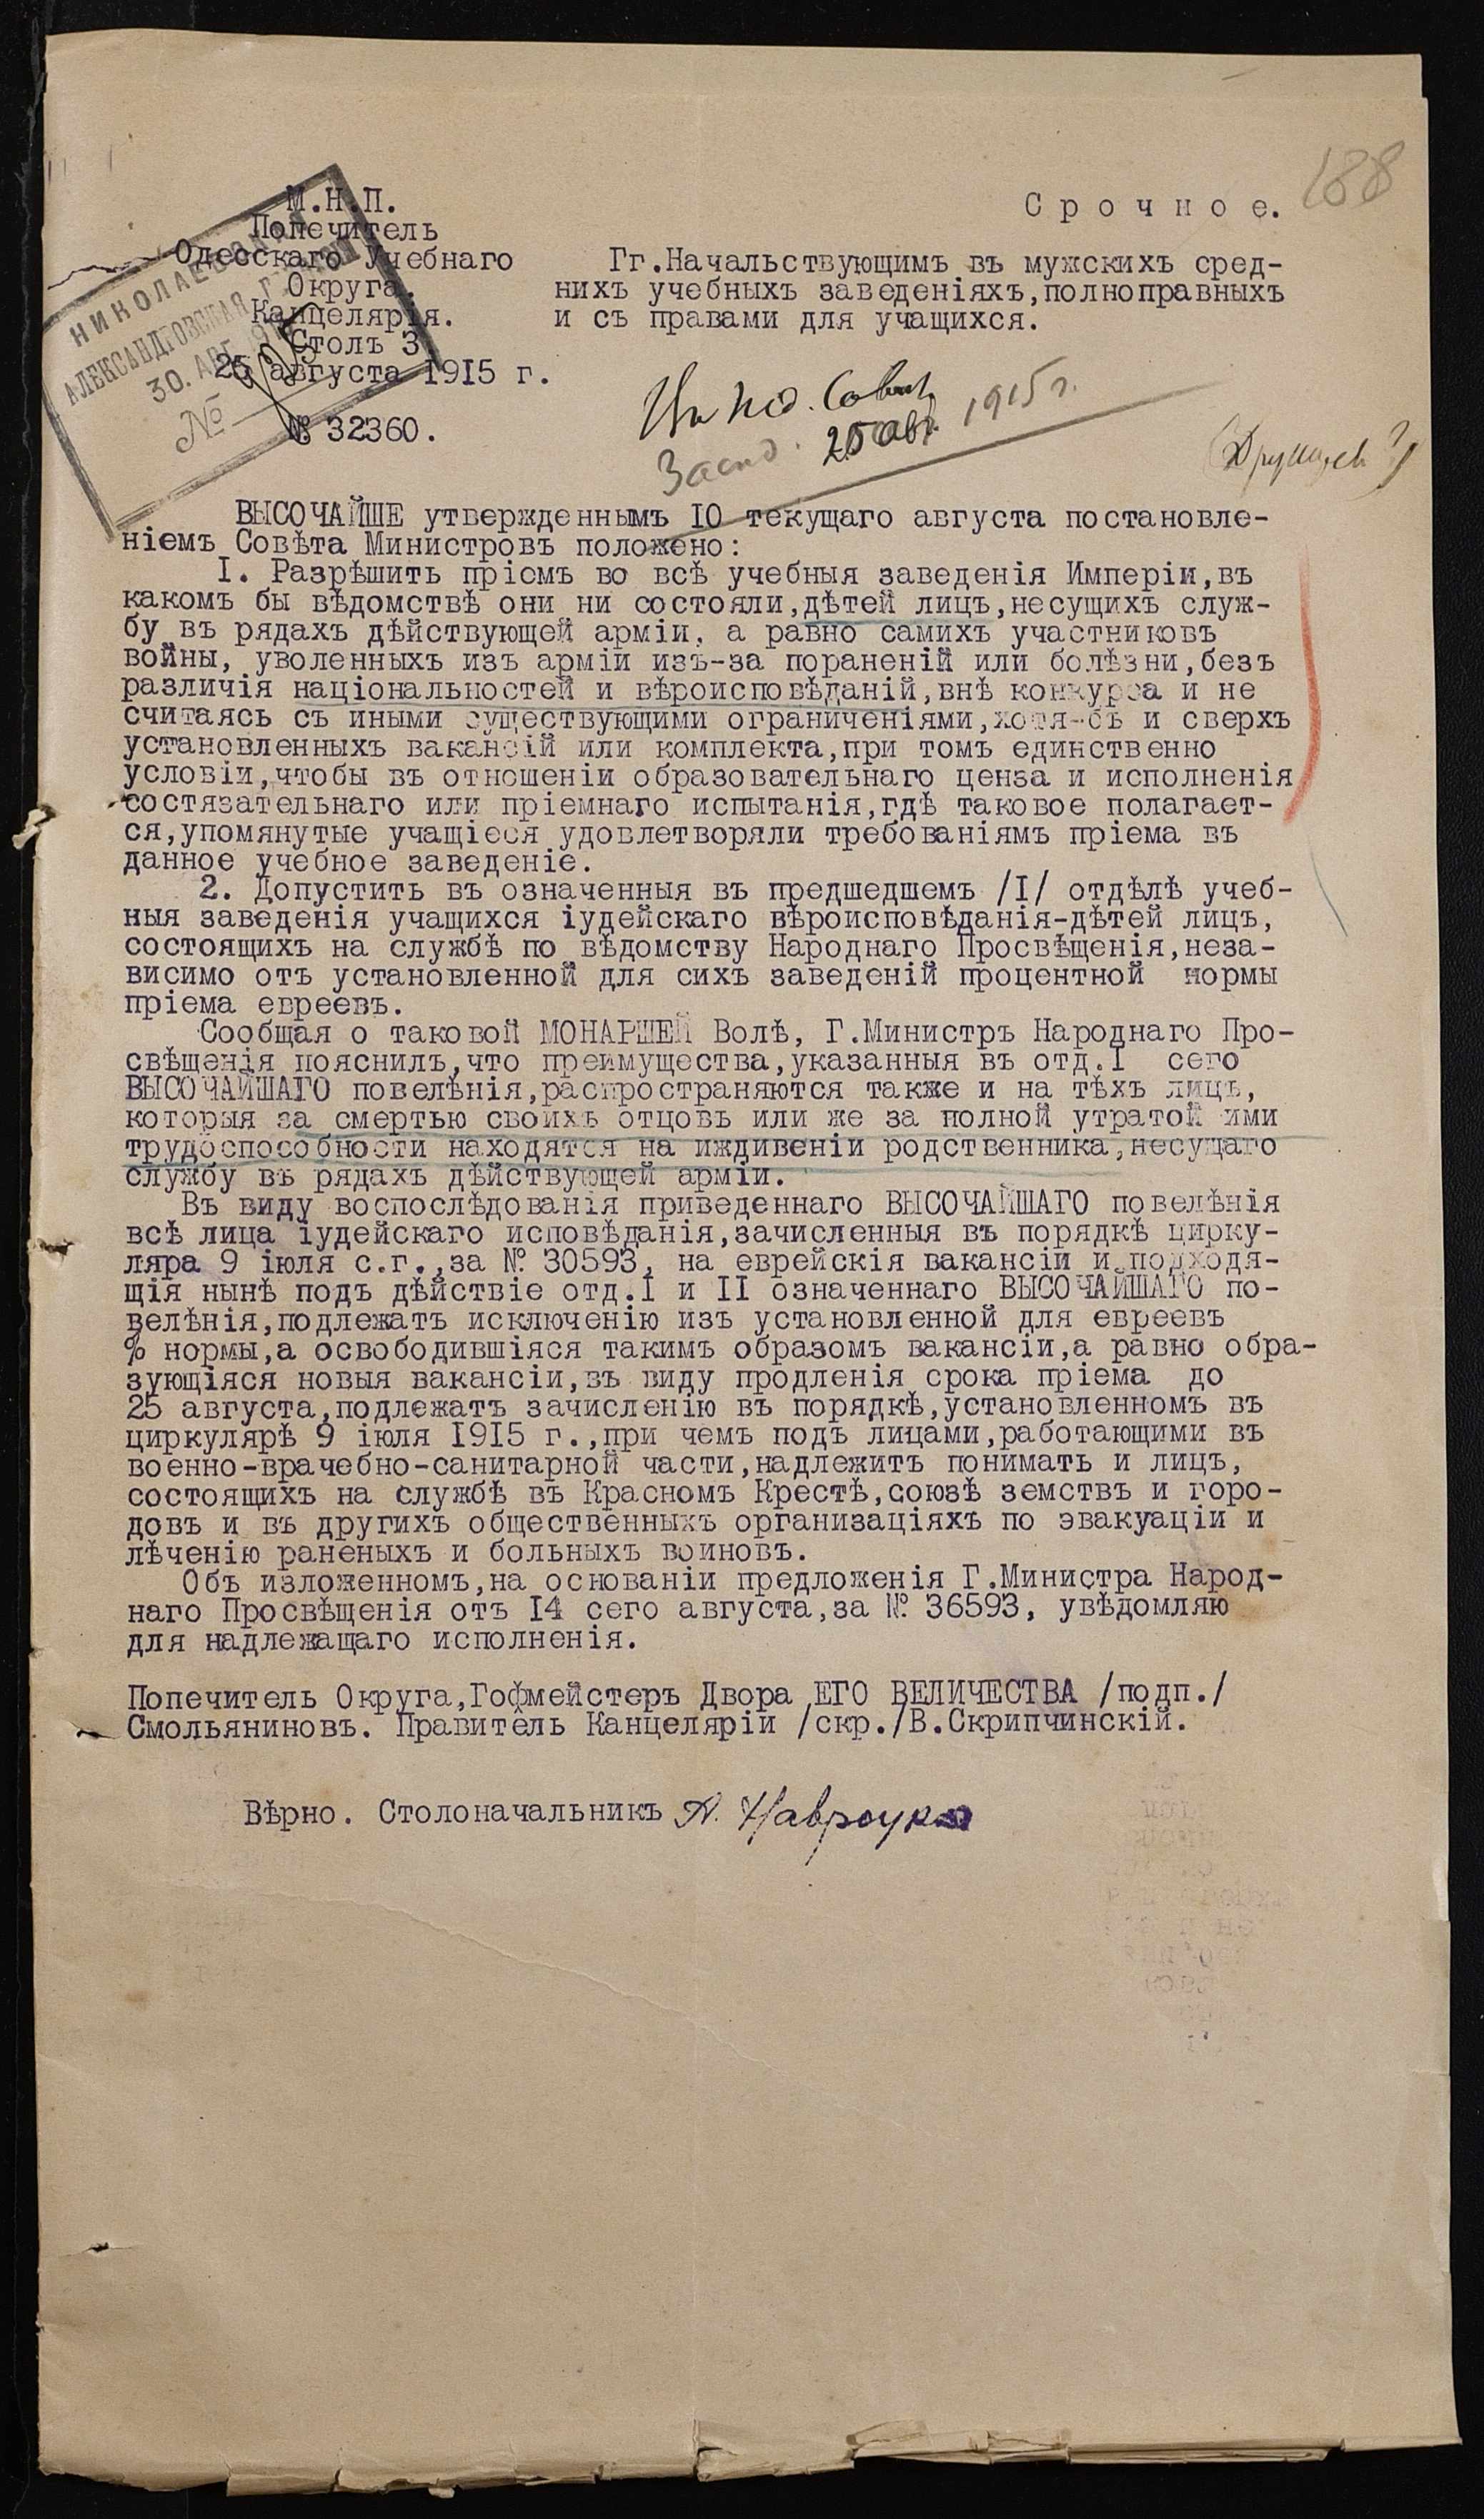 188
М.Н.П.
Попечитель
Одесскаго Учебнаго
Округа.
Канцелярія.
Столъ 3
25 августа 1915 г.
№ 32360.
НИКОЛАЕВСКАЯ
АЛЕКСАНДРОВСКАЯ
30. АВГ. 191
№
Срочное.
Гг.Начальствующимъ въ мужскихъ сред-
нихъ учебныхъ заведеніяхъ,полноправныхъ
и съ правами для учащихся.
Засѣд. 25 авг. 1915 г.
ВЫСОЧАЙШЕ утвержденнымъ I0 текущаго августа постановле-
ніемъ Совѣта Министровъ положено:
I. Разрѣшить пріемъ во всѣ учебныя заведенія Имперіи,въ
какомъ бы вѣдомствѣ они ни состояли,дѣтей лицъ,несущихъ служ-
бу въ рядахъ дѣйствующей арміи, а равно самихъ участниковъ
войны, уволенныхъ изъ арміи изъ-за пораненій или болѣзни,безъ
различія національностей и вѣроисповѣданій,внѣ конкурса и не
считаясь съ иными существующими ограниченіями,хотя-бъ и сверхъ
установленныхъ вакансій или комплекта,при томъ единственно
условіи,чтобы въ отношеніи образовательнаго ценза и исполненія
состязательнаго или пріемнаго испытанія,гдѣ таковое полагает-
ся,упомянутые учащіеся удовлетворяли требованіямъ пріема въ
данное учебное заведеніе.
2. Допустить въ означенныя въ предшедшемъ /I/ отдѣлѣ учеб-
ныя заведенія учащихся іудейскаго вѣроисповѣданія-дѣтей лицъ,
состоящихъ на службѣ по вѣдомству Народнаго Просвѣщенія,неза-
висимо отъ установленной для сихъ заведеній процентной нормы
пріема евреевъ.
Сообщая о таковой МОНАРШЕЙ Волѣ, Г.Министръ Народнаго Про-
свѣщенія пояснилъ,что преимущества,указанныя въ отд.I сего
ВЫСОЧАЙШАГО повелѣнія,распространяются также и на тѣхъ лицъ,
которыя за смертью своихъ отцовъ или же за полной утратой ими
трудоспособности находятся на иждивеніи родственника,несущаго
службу въ рядахъ дѣйствующей арміи.
Въ виду воспослѣдованія приведеннаго ВЫСОЧАЙШАГО повелѣнія
всѣ лица іудейскаго исповѣданія,зачисленныя въ порядкѣ цирку-
ляра 9 іюля с.г.,за № 30593, на еврейскія вакансіи и подходя-
щія нынѣ подъ дѣйствіе отд.I и II означеннаго ВЫСОЧАЙШАГО по-
велѣнія,подлежатъ исключенію изъ установленной для евреевъ
% нормы,а освободившіяся такимъ образомъ вакансіи,а равно обра-
зующіяся новыя вакансіи,въ виду продленія срока пріема до
25 августа,подлежатъ зачисленію въ порядкѣ,установленномъ въ
циркулярѣ 9 іюля I9I5 г.,при чемъ подъ лицами,работающими въ
военно-врачебно-санитарной части,надлежитъ понимать и лицъ,
состоящихъ на службѣ въ Красномъ Крестѣ,союзѣ земствъ и горо-
довъ и въ другихъ общественныхъ организаціяхъ по эвакуаціи и
лѣченію раненыхъ и больныхъ воиновъ.
Объ изложенномъ,на основаніи предложенія Г.Министра Народ-
наго Просвѣщенія отъ I4 сего августа,за № 36593, увѣдомляю
для надлежащаго исполненія.
Попечитель Округа,Гофмейстеръ Двора ЕГО ВЕЛИЧЕСТВА /подп./
Смольяниновъ. Правитель Канцеляріи /скр./В.Скрипчинскій.
Вѣрно. Столоначальникъ